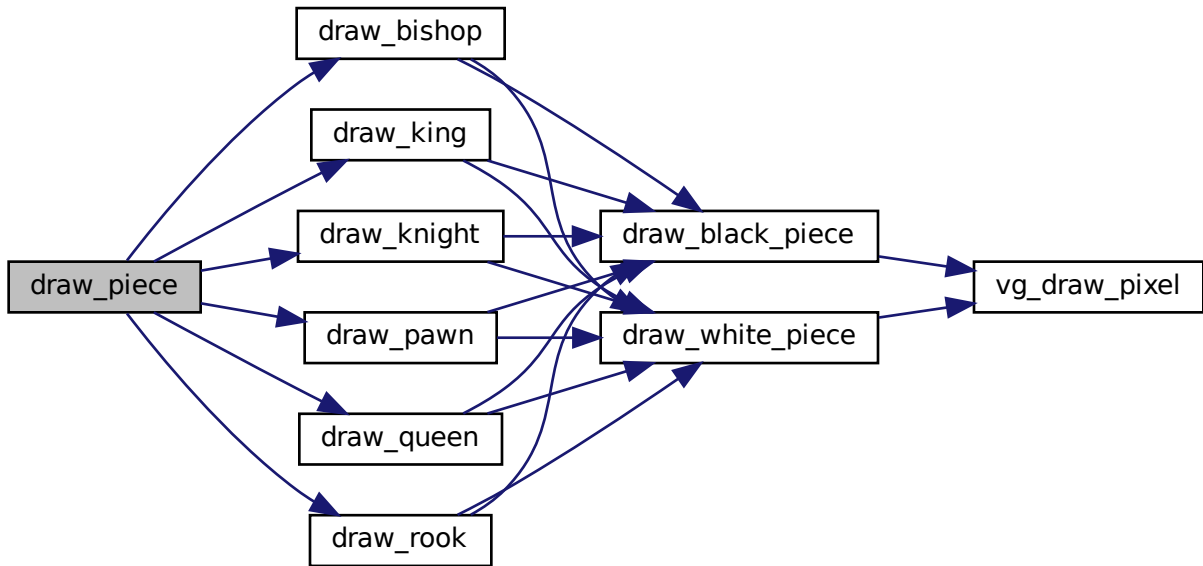 draw_piece
draw_bishop
draw_king
draw_knight
draw_pawn
draw_queen
draw_rook
draw_black_piece
draw_white_piece
vg_draw_pixel